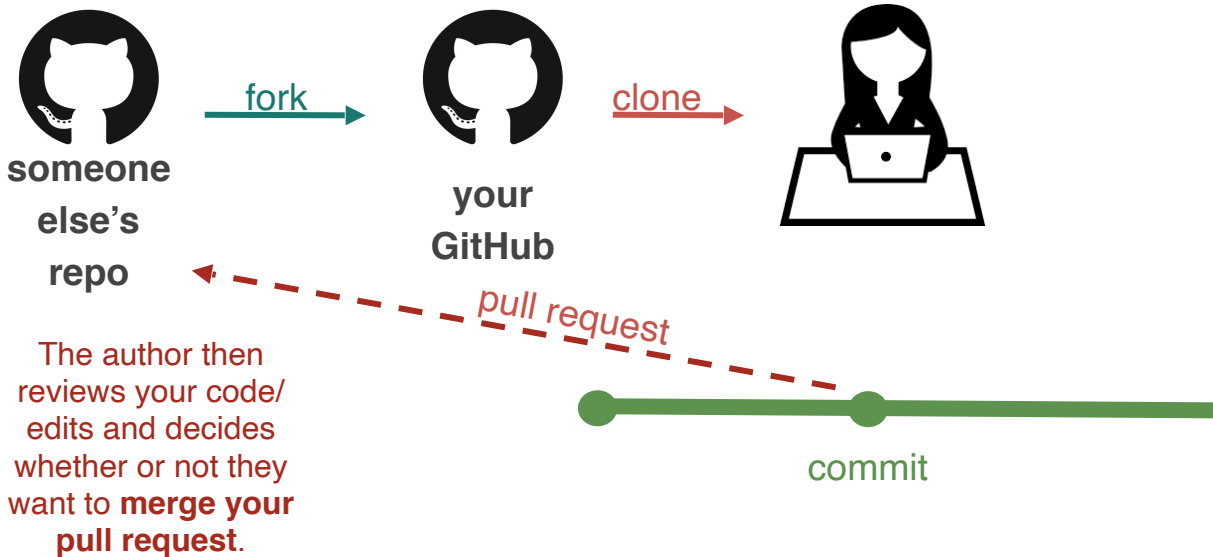 fork
clone
someone
else’s
repo
your
GitHub
pull request
The author then
reviews your code/
edits and decides
whether or not they
want to merge your
pull request.
commit